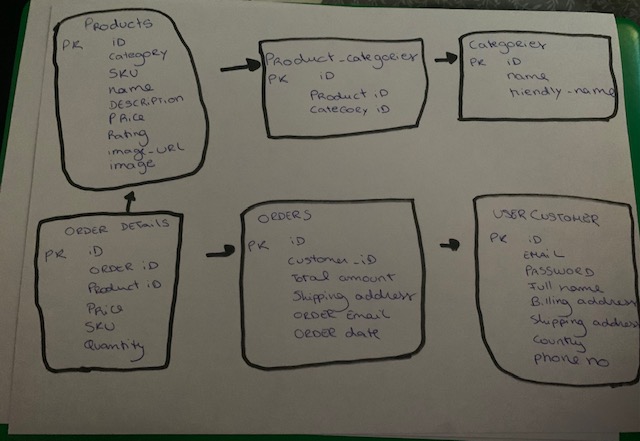 PRODUCTS
PK ID
Category
SKU
name
DESCRIPTION
PRice
Rating
image-URL
image
Product-categories
PK ID
PRODUCT ID
Category ID
Categories
PK ID
name
friendly-name
ORDER DETAILS
PK ID
ORDER ID
Product ID
PRice
SKU
Quantity
ORDERS
PK ID
Customer_iD
Total amount
Shipping address
ORDER Email
ORDER date
USER CUSTOMER
PK ID
EMAIL
PASSWORD
Full name
Billing address
Shipping address
Country
phone no